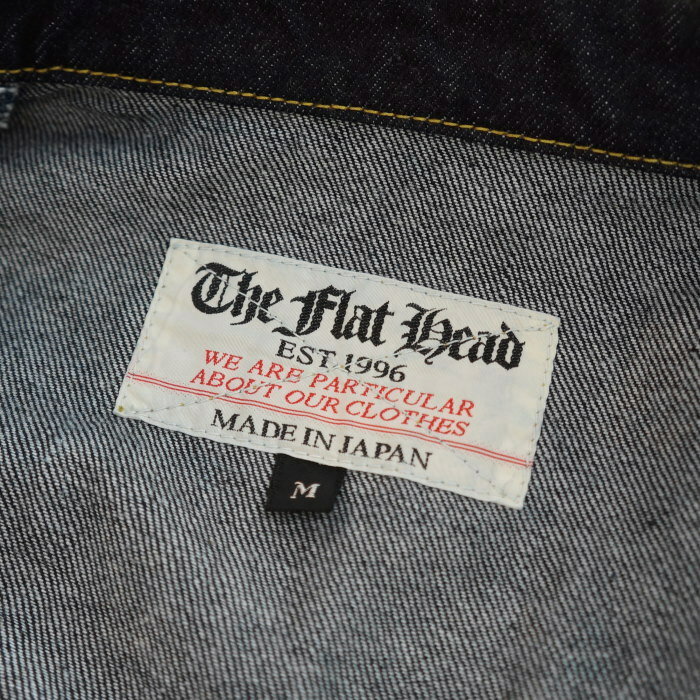 The Flat Head
EST 1996
WE ARE PARTICULAR
ABOUT OUR CLOTHES
MADE IN JAPAN
M